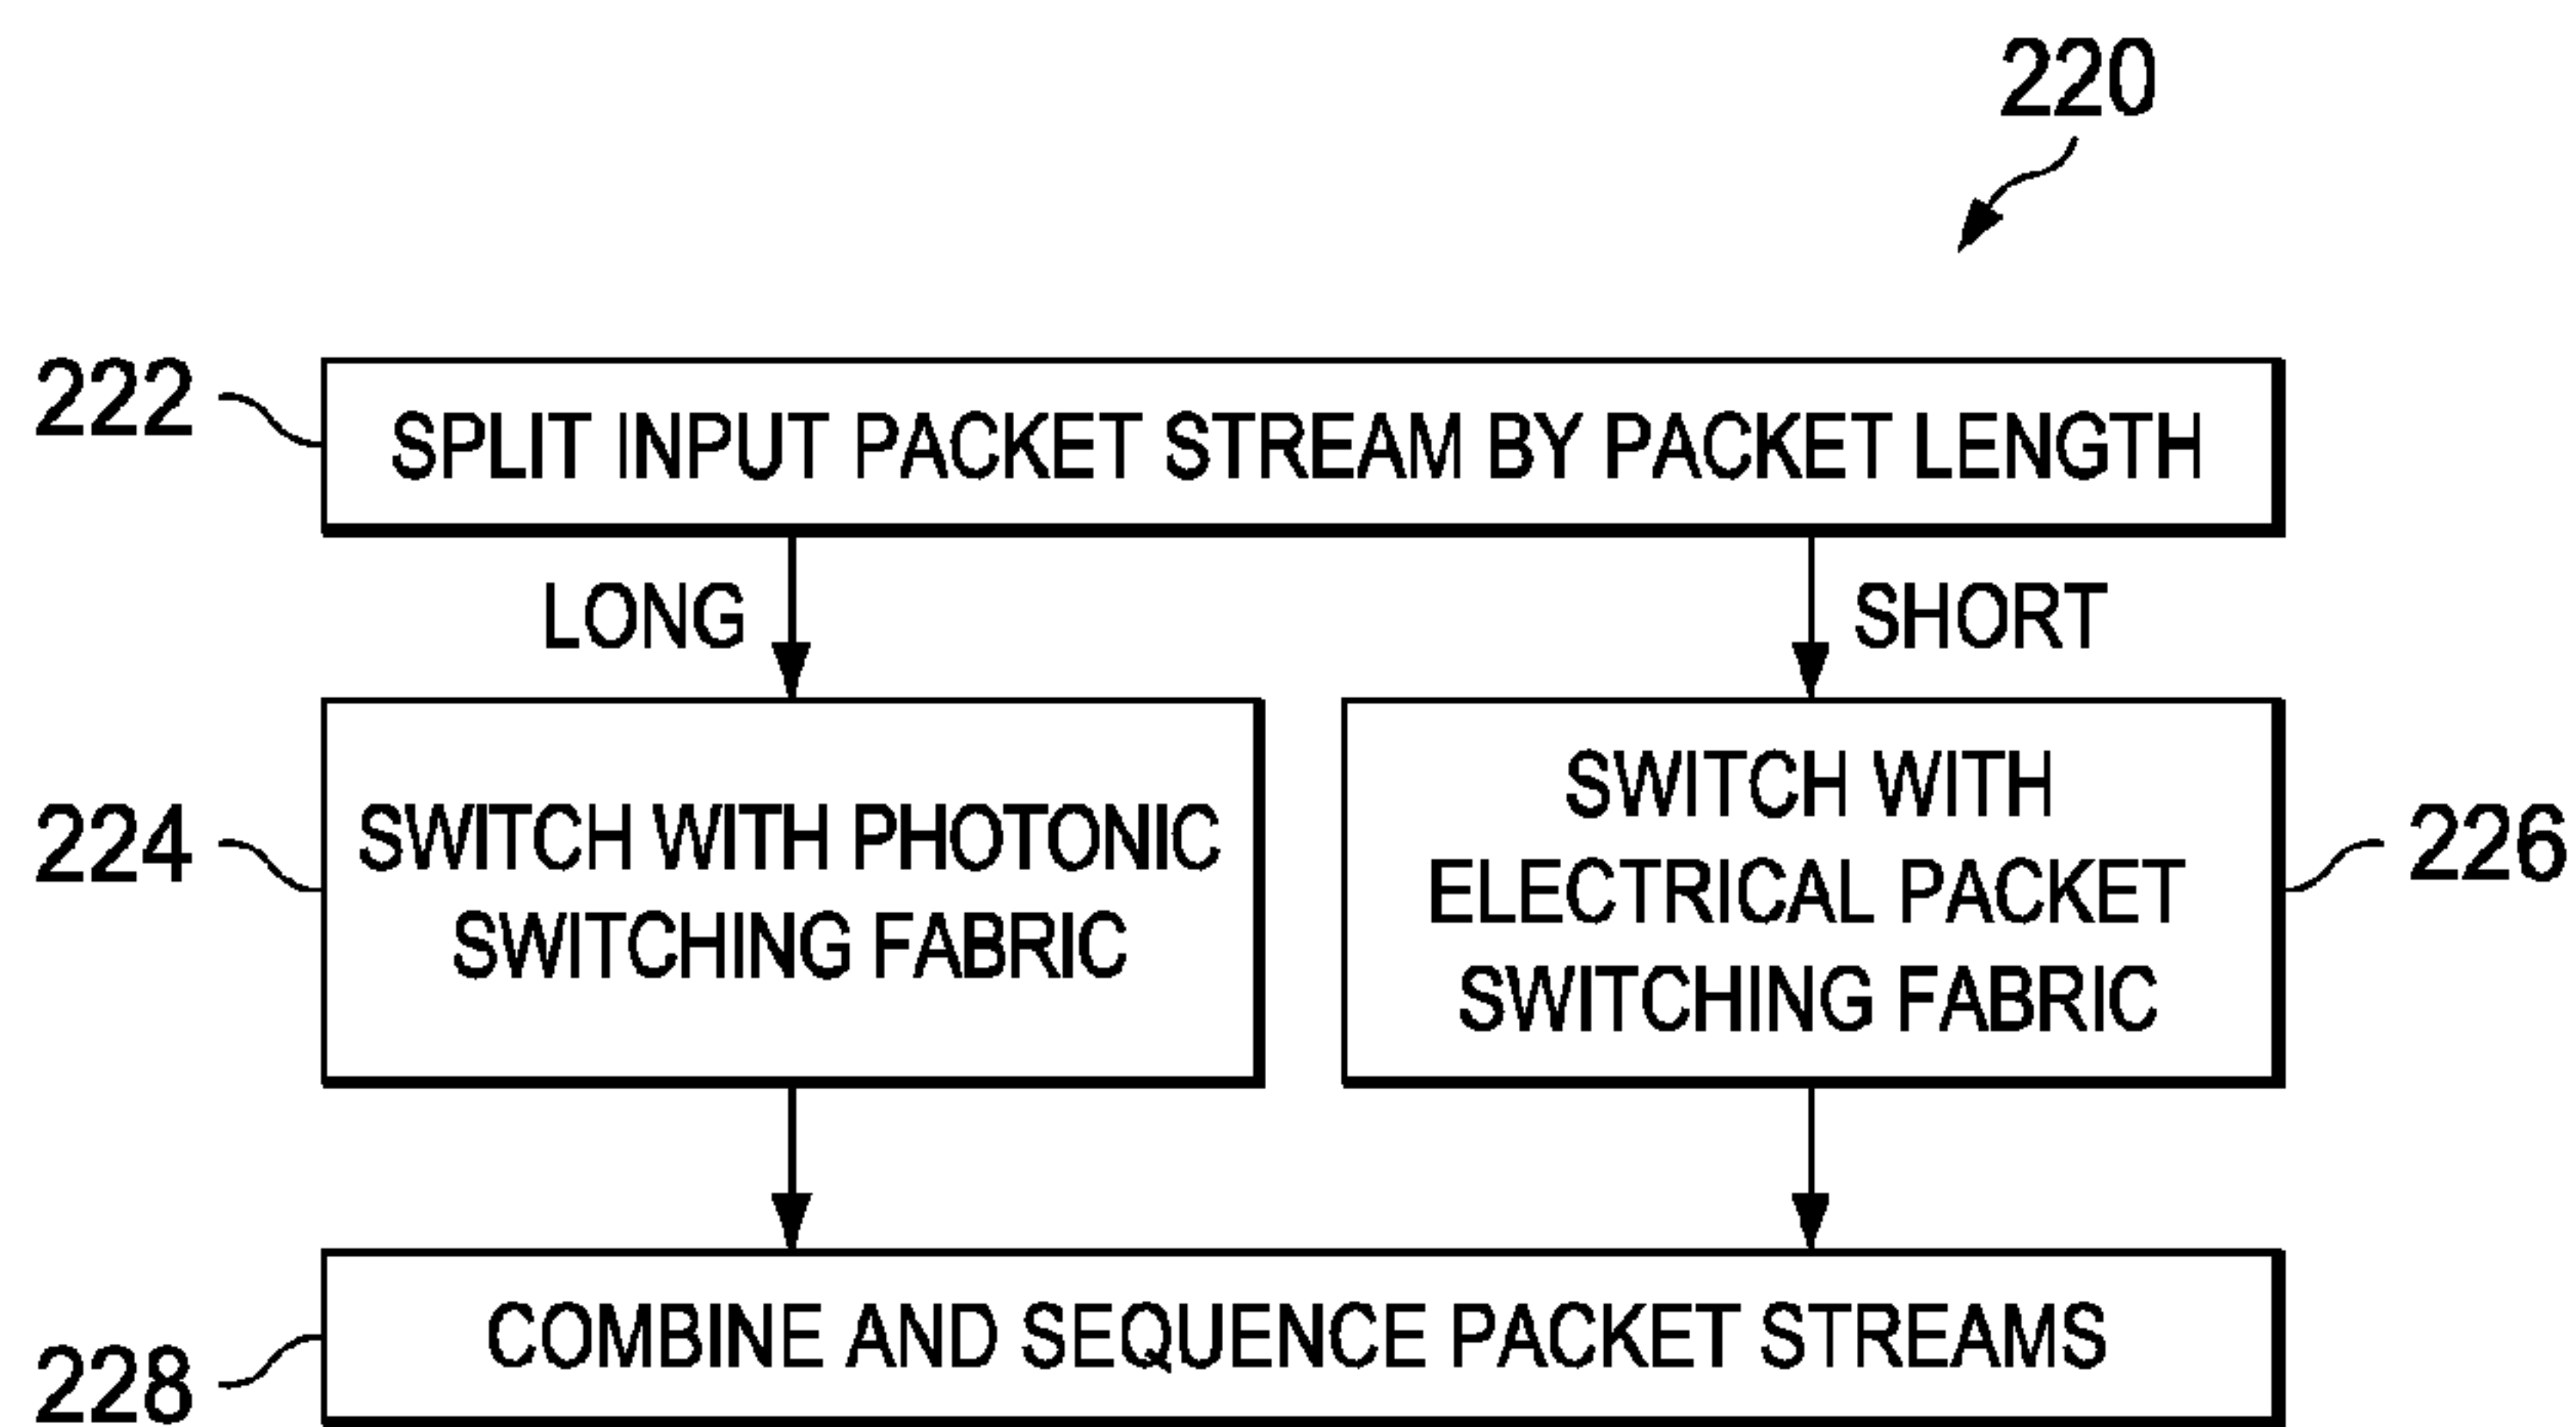 220
222
SPLIT INPUT PACKET STREAM BY PACKET LENGTH
LONG
SHORT
224
SWITCH WITH PHOTONIC
SWITCHING FABRIC
SWITCH WITH
ELECTRICAL PACKET
SWITCHING FABRIC
226
228
COMBINE AND SEQUENCE PACKET STREAMS